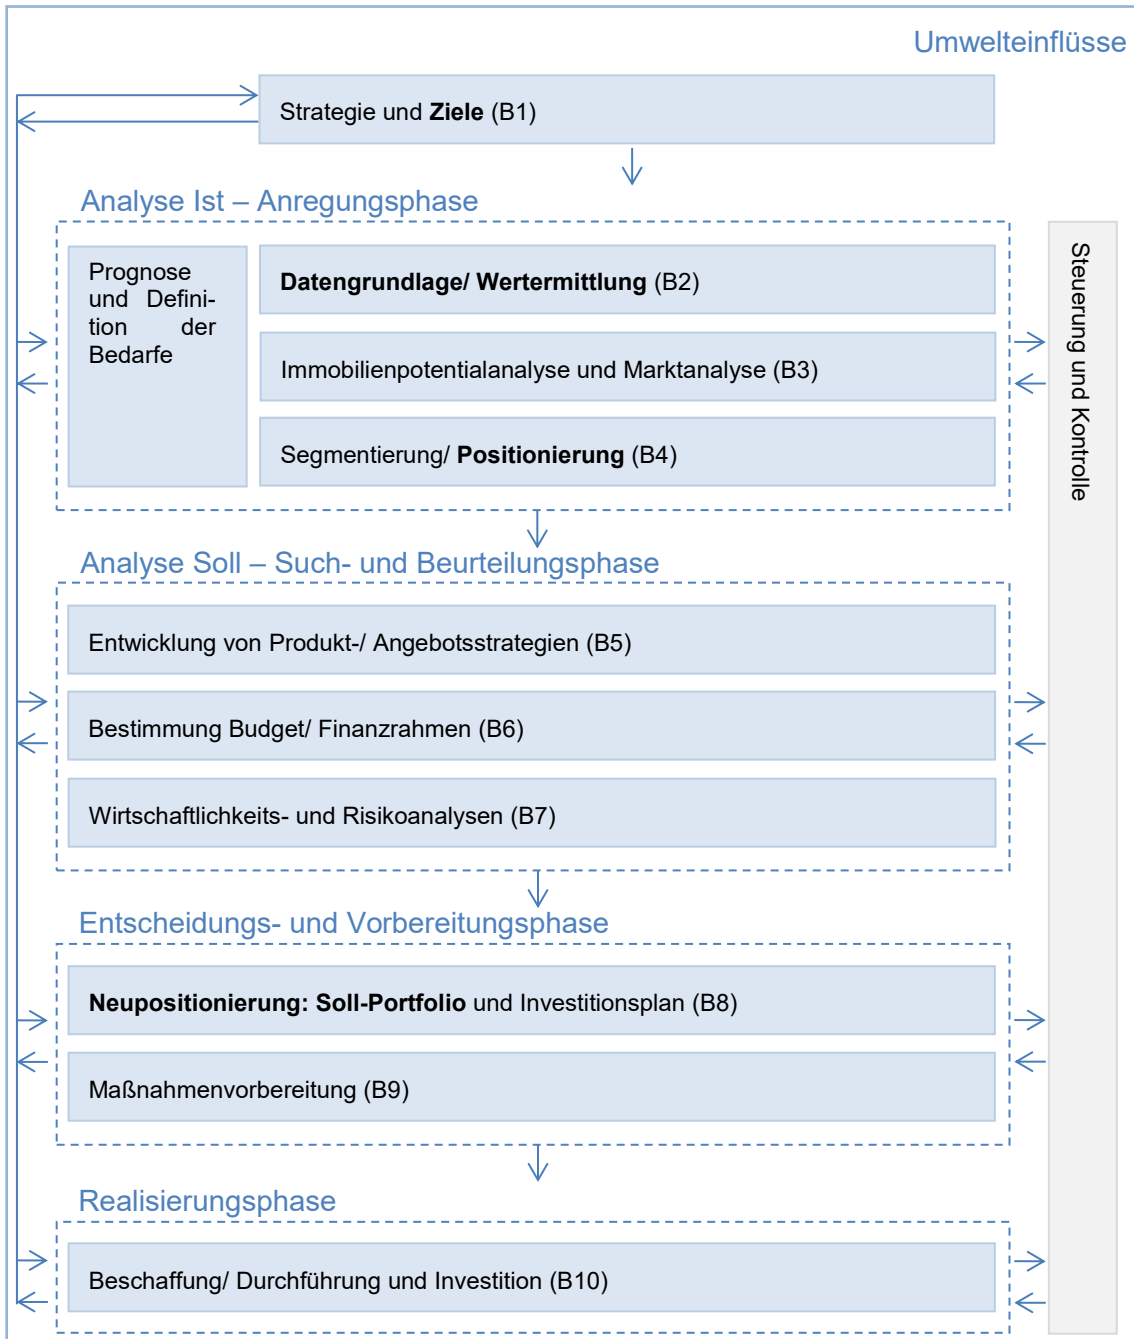 Umwelteinflüsse
Strategie und Ziele (B1)
Analyse Ist – Anregungsphase
Prognose
und Defini-
tion der
Bedarfe
Datengrundlage/ Wertermittlung (B2)
Immobilienpotentialanalyse und Marktanalyse (B3)
Segmentierung/ Positionierung (B4)
Steuerung und Kontrolle
Analyse Soll – Such- und Beurteilungsphase
Entwicklung von Produkt-/ Angebotsstrategien (B5)
Bestimmung Budget/ Finanzrahmen (B6)
Wirtschaftlichkeits- und Risikoanalysen (B7)
Entscheidungs- und Vorbereitungsphase
Neupositionierung: Soll-Portfolio und Investitionsplan (B8)
Maßnahmenvorbereitung (B9)
Realisierungsphase
Beschaffung/ Durchführung und Investition (B10)